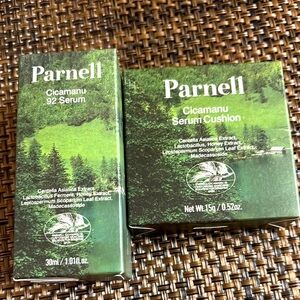 Parnell
Cicamanu
92 Serum
Centella Asiatica Extract,
Lactobacillus Ferment, Honey Extract,
Leptospermum Scoparium Leaf Extract,
Madecassoside
30ml / 1.01fl.oz.
Parnell
Cicamanu
Serum Cushion
Centella Asiatica Extract,
Lactobacillus, Honey Extract,
Leptospermum Scoparium Leaf Extract,
Madecassoside
Net Wt.15g / 0.52oz.